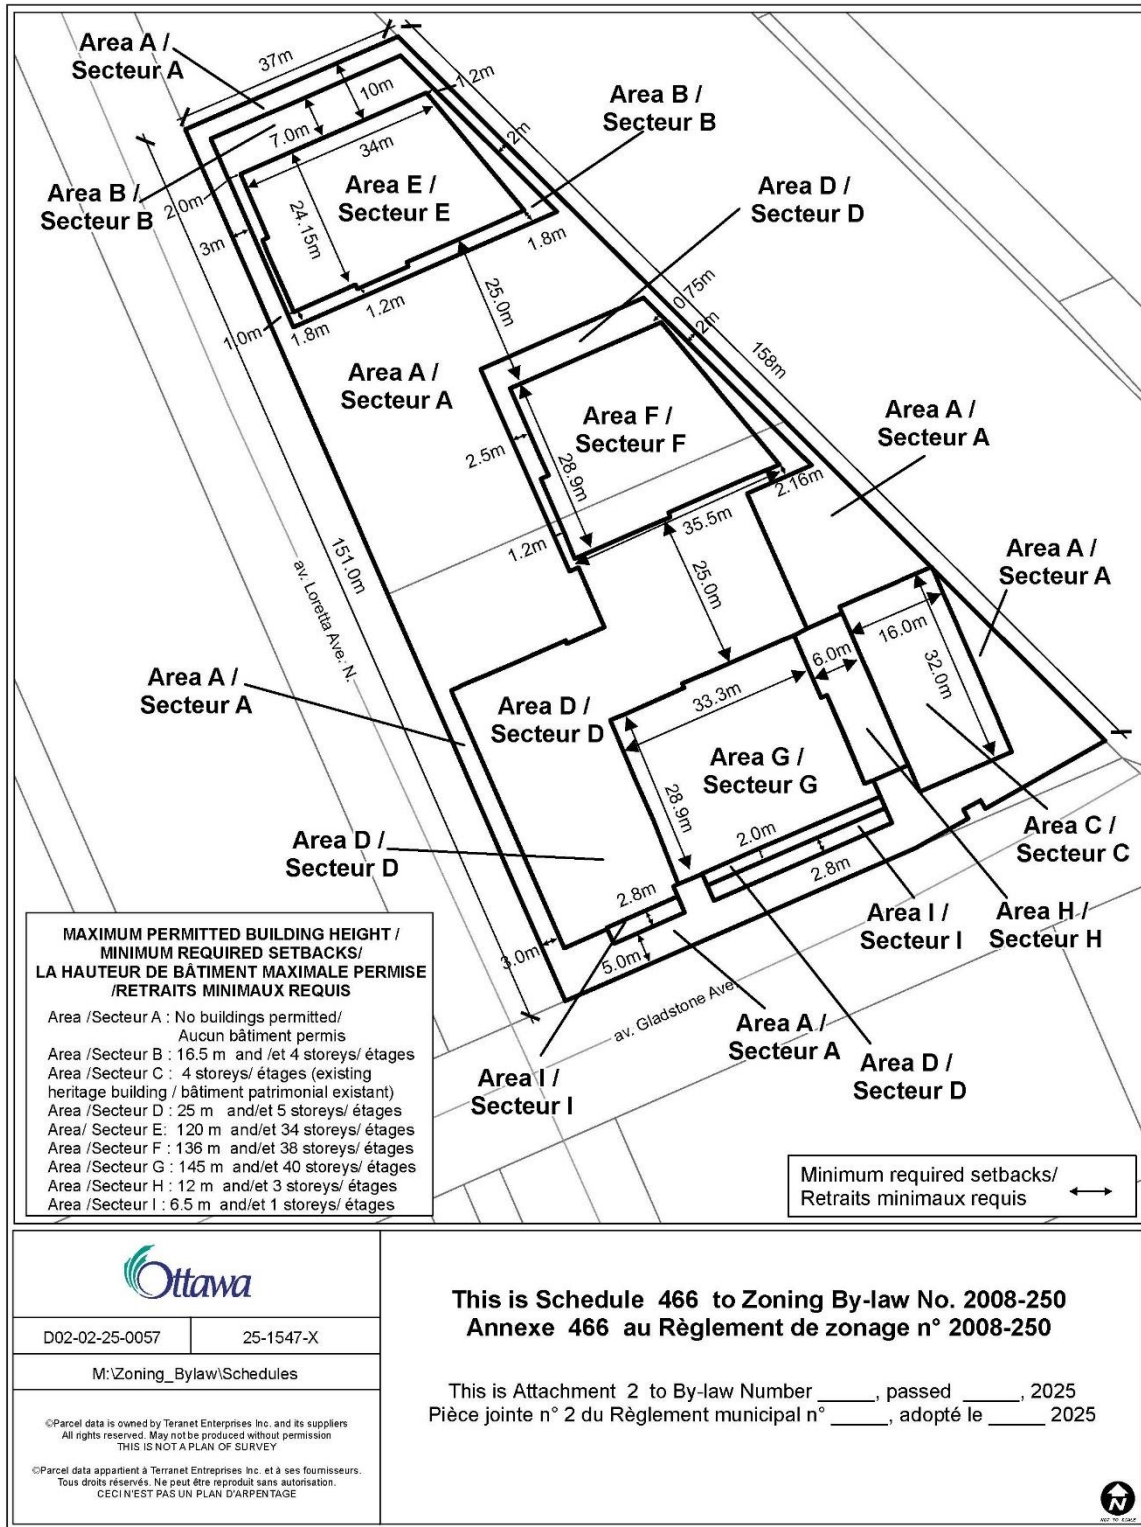 Area A /
Secteur A
37m
10m
1.2m
7.0m
34m
Area B /
Secteur B
2m
Area B /
Secteur B
2.0m
Area E /
Secteur E
Area D /
Secteur D
24.15m
3m
1.8m
1.2m
1.0m
1.8m
25.0m
0.75m
2m
158m
Area A /
Secteur A
Area A /
Secteur A
Area F /
Secteur F
2.5m
28.9m
2.16m
35.5m
1.2m
151.0m
av. Loretta Ave. N.
25.0m
Area A /
Secteur A
16.0m
6.0m
32.0m
Area A /
Secteur A
33.3m
Area D /
Secteur D
Area G /
Secteur G
28.9m
Area D /
Secteur D
2.0m
2.8m
Area C /
Secteur C
2.8m
Area I /
Secteur I
Area H /
Secteur H
3.0m
5.0m
av. Gladstone Ave.
Area A /
Secteur A
Area D /
Secteur D
Area I /
Secteur I
MAXIMUM PERMITTED BUILDING HEIGHT /
MINIMUM REQUIRED SETBACKS/
LA HAUTEUR DE BÂTIMENT MAXIMALE PERMISE
/RETRAITS MINIMAUX REQUIS
Area /Secteur A : No buildings permitted/
Aucun bâtiment permis
Area /Secteur B : 16.5 m and /et 4 storeys/ étages
Area /Secteur C : 4 storeys/ étages (existing
heritage building / bâtiment patrimonial existant)
Area /Secteur D : 25 m and/et 5 storeys/ étages
Area/ Secteur E: 120 m and/et 34 storeys/ étages
Area /Secteur F : 136 m and/et 38 storeys/ étages
Area /Secteur G : 145 m and/et 40 storeys/ étages
Area /Secteur H : 12 m and/et 3 storeys/ étages
Area /Secteur I : 6.5 m and/et 1 storeys/ étages
Minimum required setbacks/
Retraits minimaux requis
Ottawa
D02-02-25-0057
25-1547-X
M:\Zoning_Bylaw\Schedules
©Parcel data is owned by Teranet Enterprises Inc. and its suppliers
All rights reserved. May not be produced without permission
THIS IS NOT A PLAN OF SURVEY
©Parcel data appartient à Terranet Entreprises Inc. et à ses fournisseurs.
Tous droits réservés. Ne peut être reproduit sans autorisation.
CECI N'EST PAS UN PLAN D'ARPENTAGE
This is Schedule 466 to Zoning By-law No. 2008-250
Annexe 466 au Règlement de zonage n° 2008-250
This is Attachment 2 to By-law Number _____, passed _____, 2025
Pièce jointe n° 2 du Règlement municipal n° _____, adopté le _____ 2025
N
NOT TO SCALE